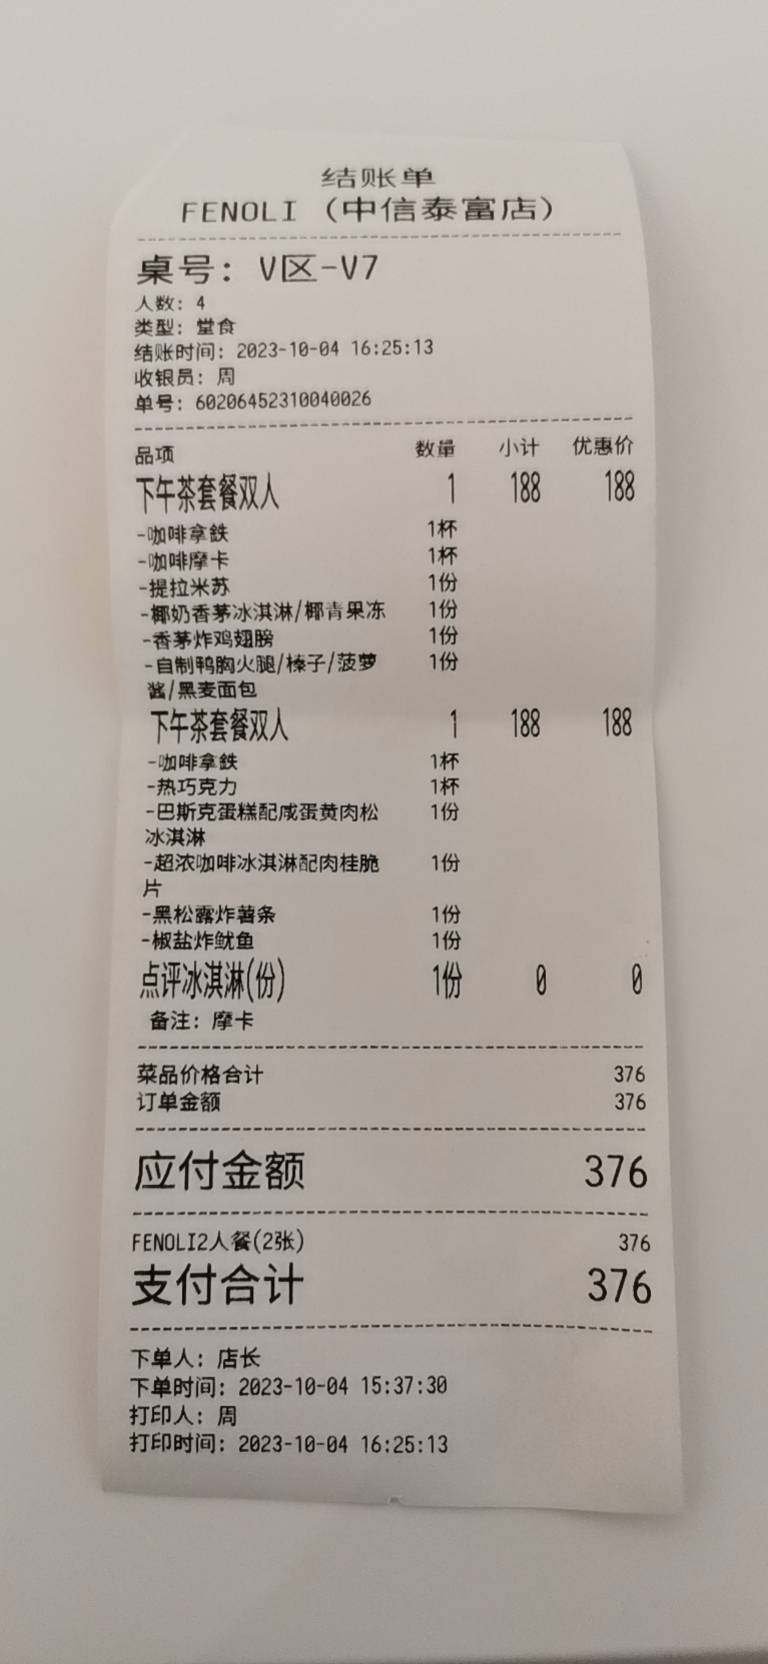 结账单
FENOLI (中信泰富店)
桌号: V区-V7
人数: 4
类型: 堂食
结账时间: 2023-10-04 16:25:13
收银员: 周
单号: 60206452310040026
品项 数量 小计 优惠价
下午茶套餐双人 1 188 188
-咖啡拿鉄 1杯
-咖啡摩卡 1杯
-提拉米苏 1份
-椰奶香茅冰淇淋/椰青果冻 1份
-香茅炸鸡翅膀 1份
-自制鸭胸火腿/榛子/菠萝 1份
酱/黑麦面包
下午茶套餐双人 1 188 188
-咖啡拿鉄 1杯
-热巧克力 1杯
-巴斯克蛋糕配咸蛋黄肉松 1份
冰淇淋
-超浓咖啡冰淇淋配肉桂脆 1份
片
-黑松露炸薯条 1份
-椒盐炸鱿鱼 1份
点评冰淇淋(份) 1份 0 0
备注: 摩卡
菜品价格合计 376
订单金额 376
应付金额 376
FENOLI2人餐(2张) 376
支付合计 376
下单人: 店长
下单时间: 2023-10-04 15:37:30
打印人: 周
打印时间: 2023-10-04 16:25:13